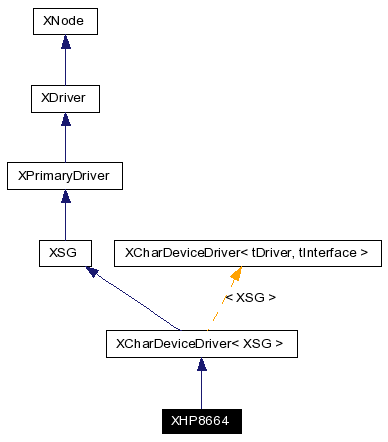 XNode
XDriver
XPrimaryDriver
XSG
XCharDeviceDriver< tDriver, tInterface >
< XSG >
XCharDeviceDriver< XSG >
XHP8664